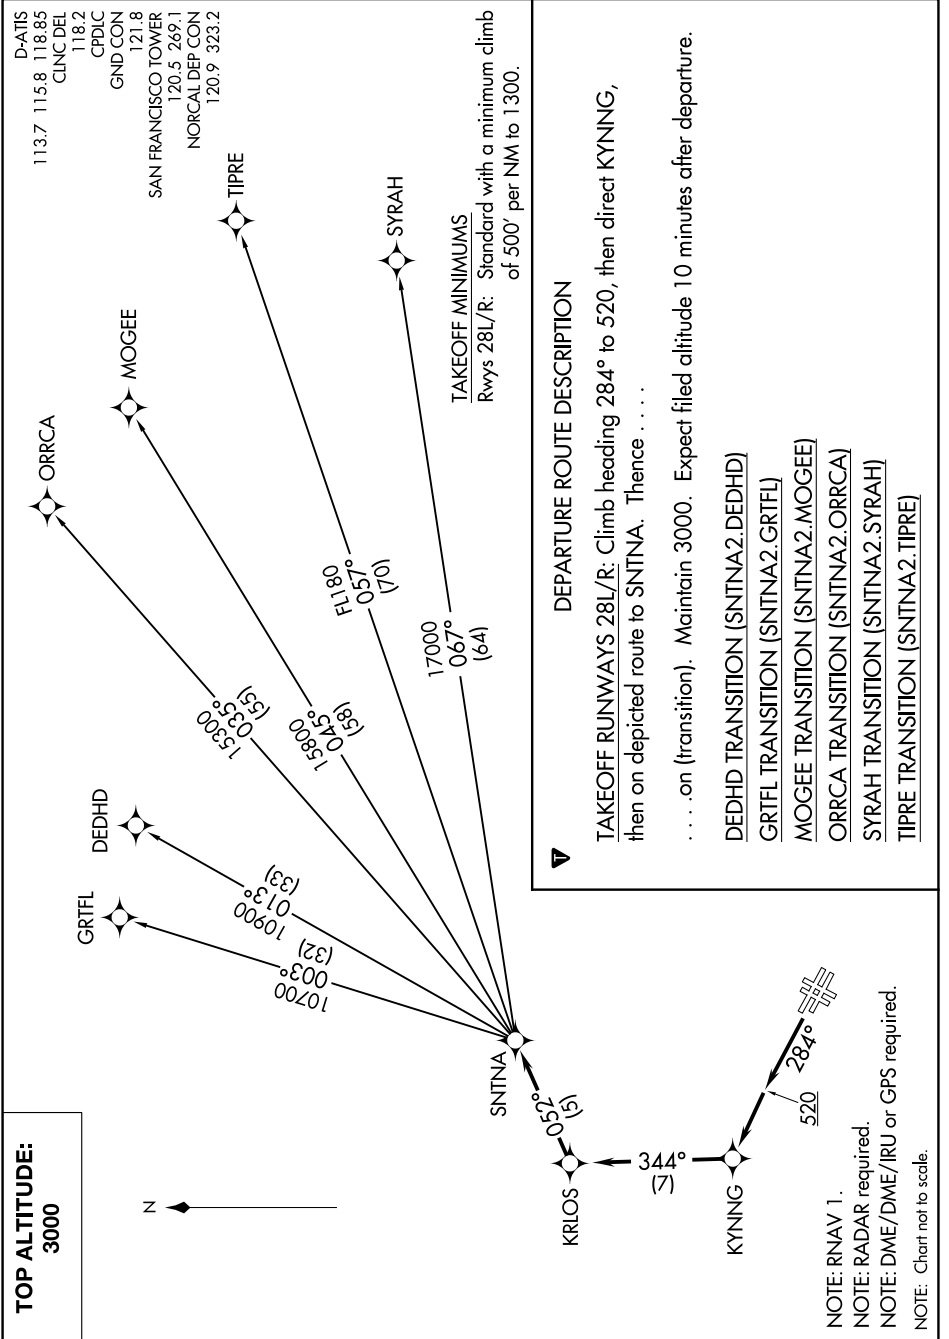 TOP ALTITUDE:
3000
D-ATIS
113.7 115.8 118.85
CLNC DEL
118.2
CPDLC
GND CON
121.8
SAN FRANCISCO TOWER
120.5 269.1
NORCAL DEP CON
120.9 323.2
N
GRTFL
DEDHD
ORRCA
MOGEE
TIPRE
SYRAH
10700
003°
(32)
10900
013°
(33)
15300
035°
(55)
15800
045°
(58)
FL180
057°
(70)
17000
067°
(64)
SNTNA
052°
(5)
KRLOS
344°
(7)
KYNNG
284°
520
TAKEOFF MINIMUMS
Rwys 28L/R: Standard with a minimum climb
of 500' per NM to 1300.
NOTE: RNAV 1.
NOTE: RADAR required.
NOTE: DME/DME/IRU or GPS required.
NOTE: Chart not to scale.
T
DEPARTURE ROUTE DESCRIPTION
TAKEOFF RUNWAYS 28L/R: Climb heading 284° to 520, then direct KYNNG,
then on depicted route to SNTNA. Thence . . . .
. . . .on (transition). Maintain 3000. Expect filed altitude 10 minutes after departure.
DEDHD TRANSITION (SNTNA2.DEDHD)
GRTFL TRANSITION (SNTNA2.GRTFL)
MOGEE TRANSITION (SNTNA2.MOGEE)
ORRCA TRANSITION (SNTNA2.ORRCA)
SYRAH TRANSITION (SNTNA2.SYRAH)
TIPRE TRANSITION (SNTNA2.TIPRE)